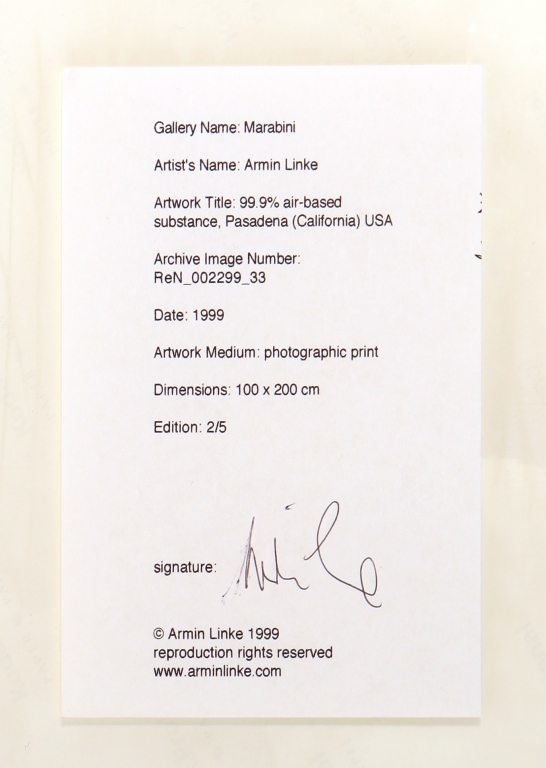 Gallery Name: Marabini
Artist's Name: Armin Linke
Artwork Title: 99.9% air-based
substance, Pasadena (California) USA
Archive Image Number:
ReN_002299_33
Date: 1999
Artwork Medium: photographic print
Dimensions: 100 x 200 cm
Edition: 2/5
signature:
© Armin Linke 1999
reproduction rights reserved
www.arminlinke.com